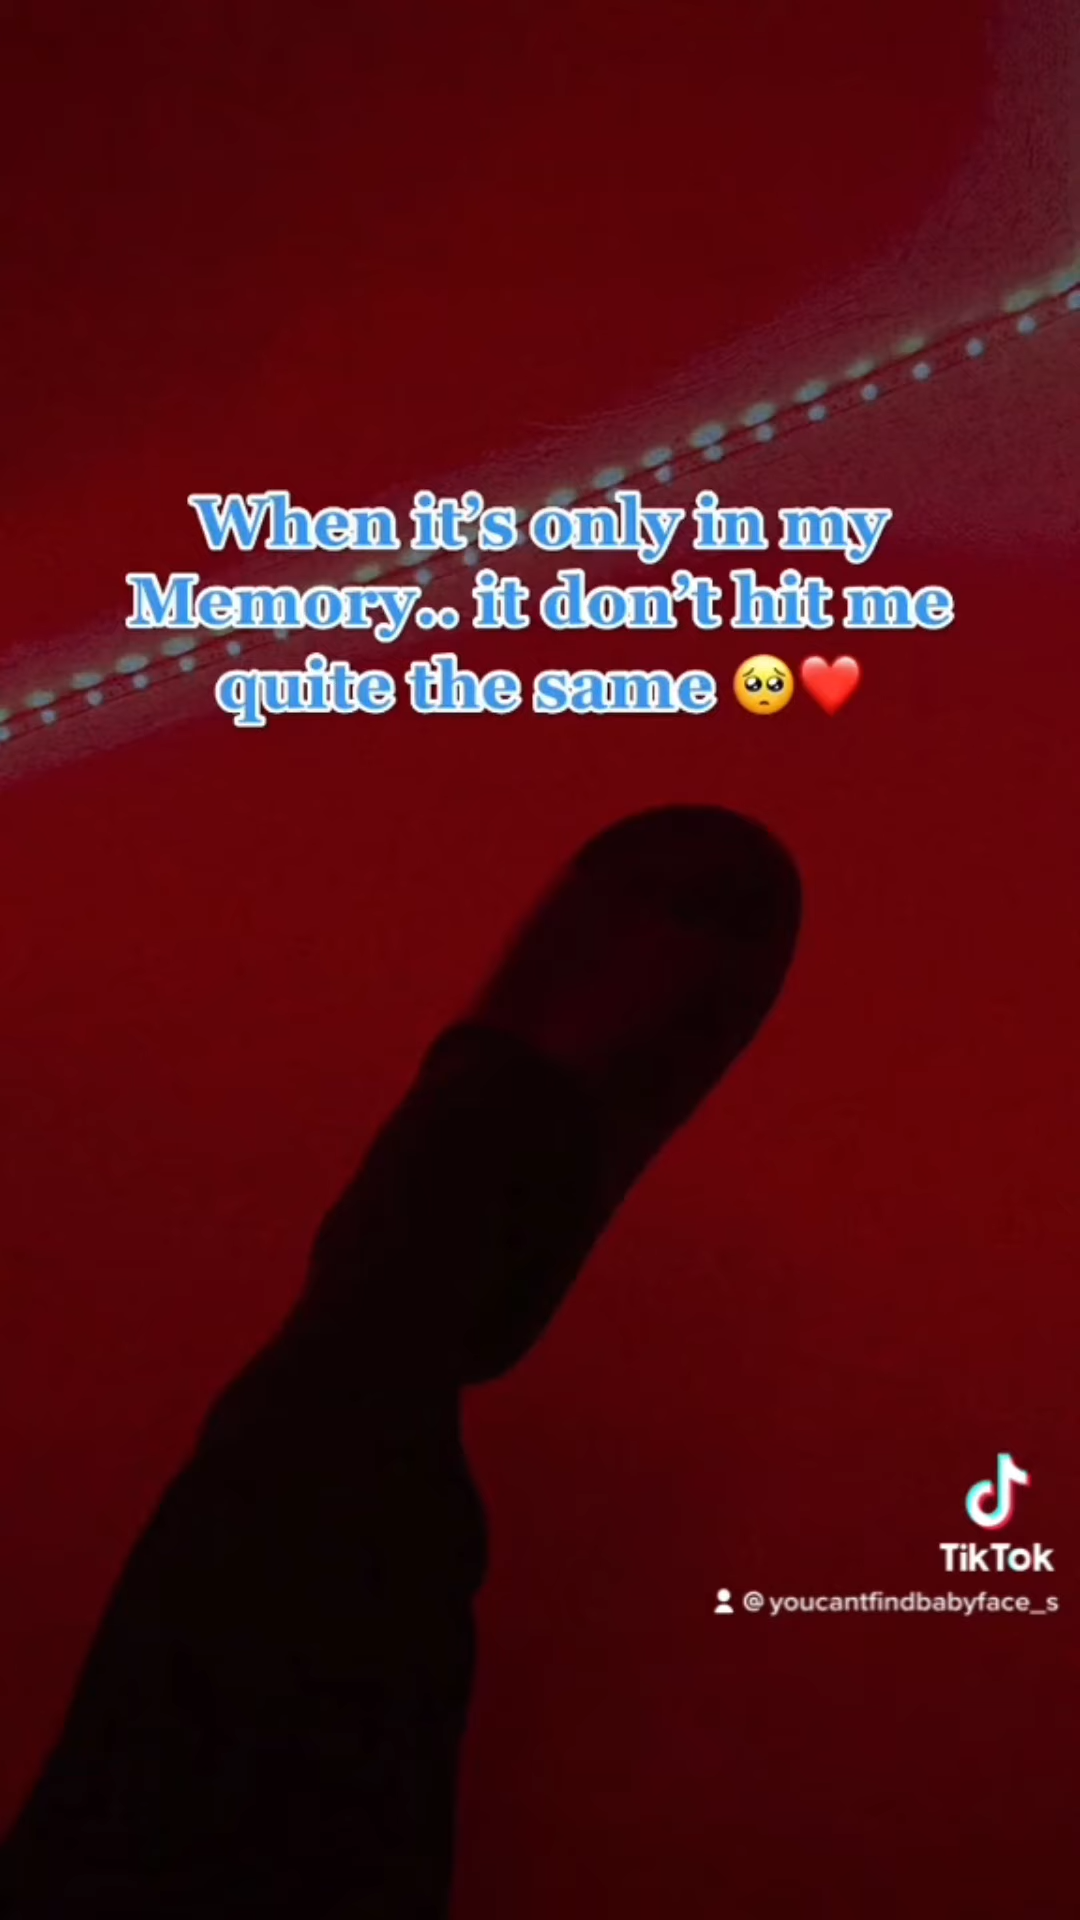 When it’s only in my
Memory.. it don’t hit me
quite the same 🥺❤️
TikTok
@youcantfindbabyface_s